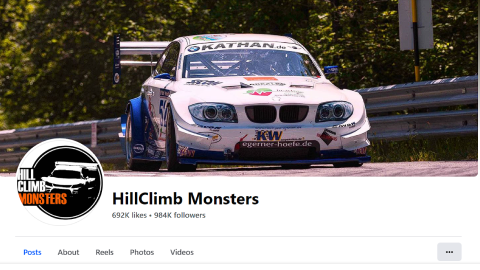 KATHAN.DE
KW
egerner-hoefe.de
HILL
CLIMB
MONSTERS
HillClimb Monsters
692K likes • 984K followers
Posts
About
Reels
Photos
Videos